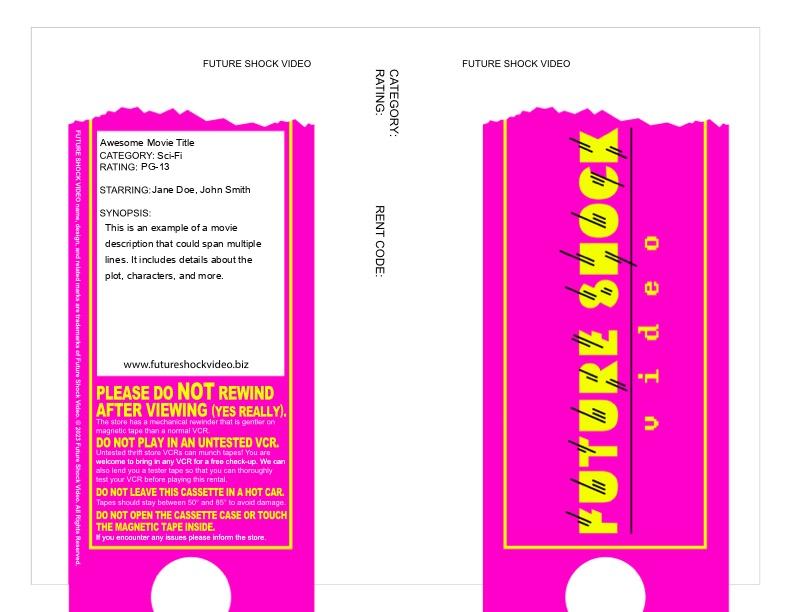 FUTURE SHOCK VIDEO
FUTURE SHOCK VIDEO name, design, and related marks are trademarks of Future Shock Video. © 2023 Future Shock Video. All Rights Reserved.
Awesome Movie Title
CATEGORY: Sci-Fi
RATING: PG-13
STARRING:Jane Doe, John Smith
SYNOPSIS:
This is an example of a movie
description that could span multiple
lines. It includes details about the
plot, characters, and more.
www.futureshockvideo.biz
PLEASE DO NOT REWIND
AFTER VIEWING (YES REALLY).
The store has a mechanical rewinder that is gentler on
magnetic tape than a normal VCR.
DO NOT PLAY IN AN UNTESTED VCR.
Untested thrift store VCRs can munch tapes! You are
welcome to bring in any VCR for a free check-up. We can
also lend you a tester tape so that you can thoroughly
test your VCR before playing this rental.
DO NOT LEAVE THIS CASSETTE IN A HOT CAR.
Tapes should stay between 50° and 85° to avoid damage.
DO NOT OPEN THE CASSETTE CASE OR TOUCH
THE MAGNETIC TAPE INSIDE.
If you encounter any issues please inform the store.
CATEGORY:
RATING:
RENT CODE:
FUTURE SHOCK VIDEO
FUTURE SHOCK
video